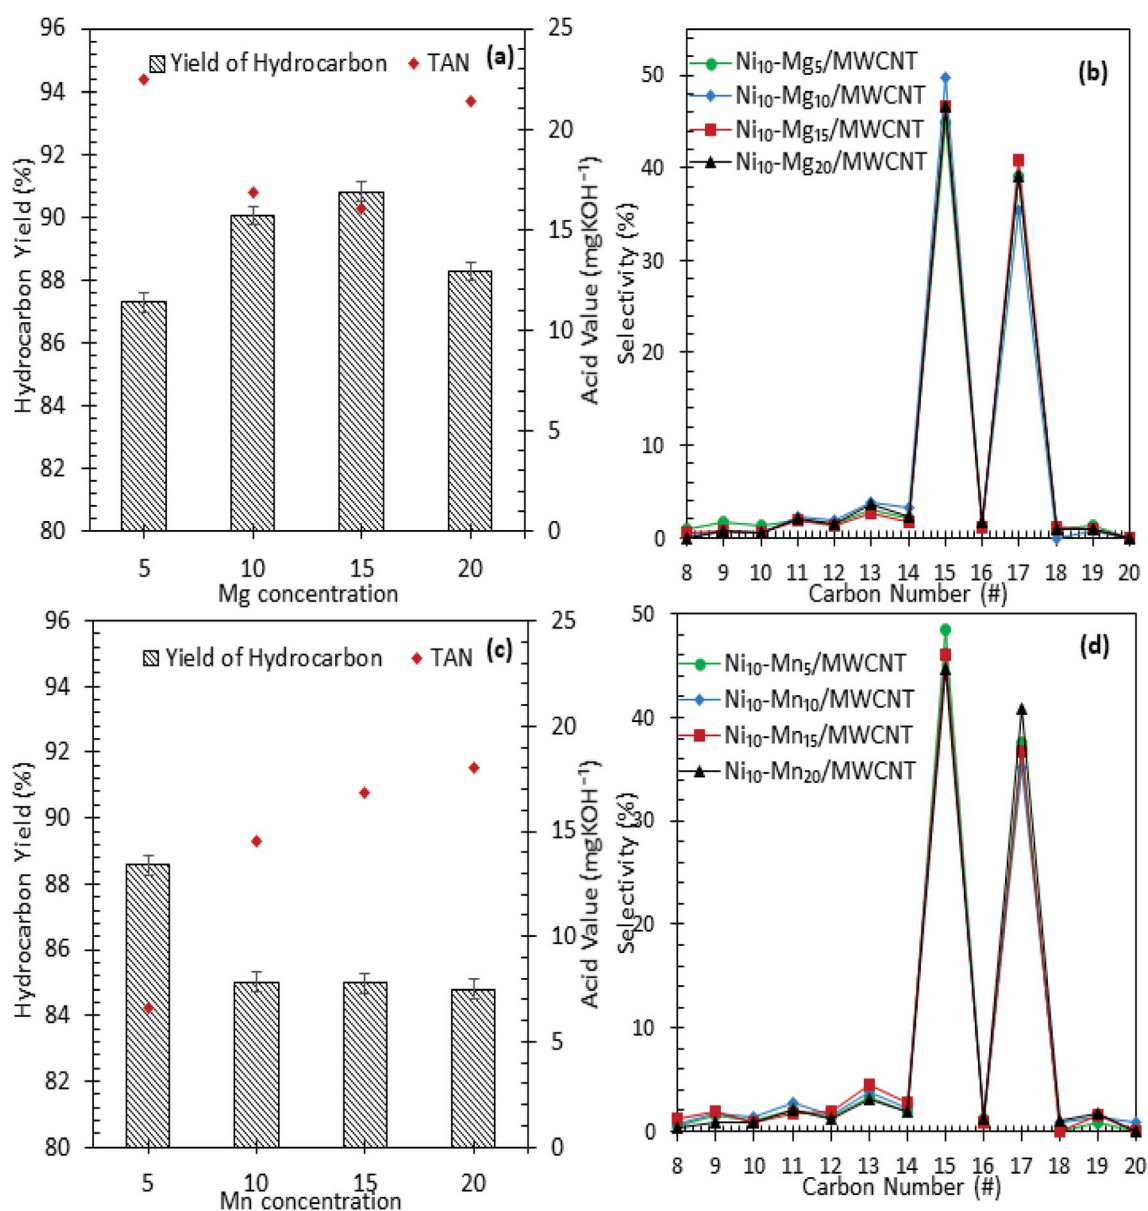 (a)
Yield of Hydrocarbon TAN
Hydrocarbon Yield (%)
96
94
92
90
88
86
84
82
80
25
20
15
10
5
0
Acid Value (mgKOH⁻¹)
5 10 15 20
Mg concentration
(b)
Ni₁₀-Mg₅/MWCNT
Ni₁₀-Mg₁₀/MWCNT
Ni₁₀-Mg₁₅/MWCNT
Ni₁₀-Mg₂₀/MWCNT
Selectivity (%)
50
40
30
20
10
0
8 9 10 11 12 13 14 15 16 17 18 19 20
Carbon Number (#)
(c)
Yield of Hydrocarbon TAN
Hydrocarbon Yield (%)
96
94
92
90
88
86
84
82
80
25
20
15
10
5
0
Acid Value (mgKOH⁻¹)
5 10 15 20
Mn concentration
(d)
Ni₁₀-Mn₅/MWCNT
Ni₁₀-Mn₁₀/MWCNT
Ni₁₀-Mn₁₅/MWCNT
Ni₁₀-Mn₂₀/MWCNT
Selectivity (%)
50
40
30
20
10
0
8 9 10 11 12 13 14 15 16 17 18 19 20
Carbon Number (#)